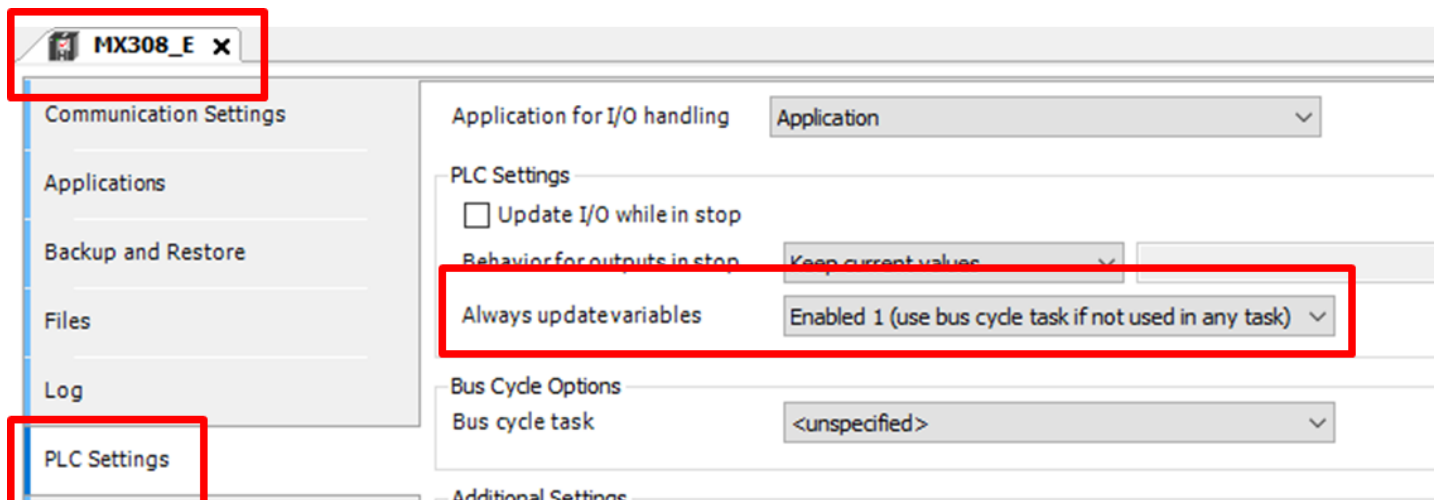 MX308_E
Communication Settings
Applications
Backup and Restore
Files
Log
PLC Settings
Application for I/O handling Application
PLC Settings
Update I/O while in stop
Behavior for outputs in stop Keep current values
Always update variables Enabled 1 (use bus cycle task if not used in any task)
Bus Cycle Options
Bus cycle task <unspecified>
Additional Settings